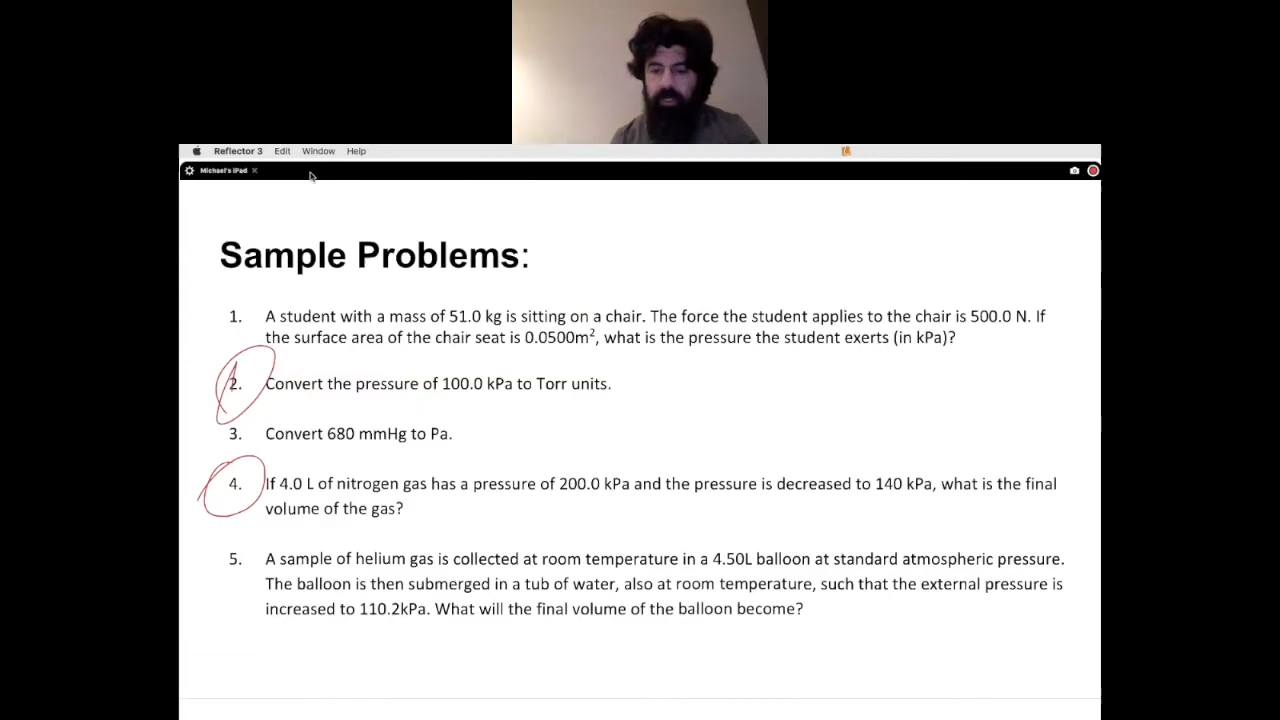 Reflector 3 Edit Window Help
Michael's iPad
Sample Problems:
1. A student with a mass of 51.0 kg is sitting on a chair. The force the student applies to the chair is 500.0 N. If
the surface area of the chair seat is 0.0500m², what is the pressure the student exerts (in kPa)?
2. Convert the pressure of 100.0 kPa to Torr units.
3. Convert 680 mmHg to Pa.
4. If 4.0 L of nitrogen gas has a pressure of 200.0 kPa and the pressure is decreased to 140 kPa, what is the final
volume of the gas?
5. A sample of helium gas is collected at room temperature in a 4.50L balloon at standard atmospheric pressure.
The balloon is then submerged in a tub of water, also at room temperature, such that the external pressure is
increased to 110.2kPa. What will the final volume of the balloon become?